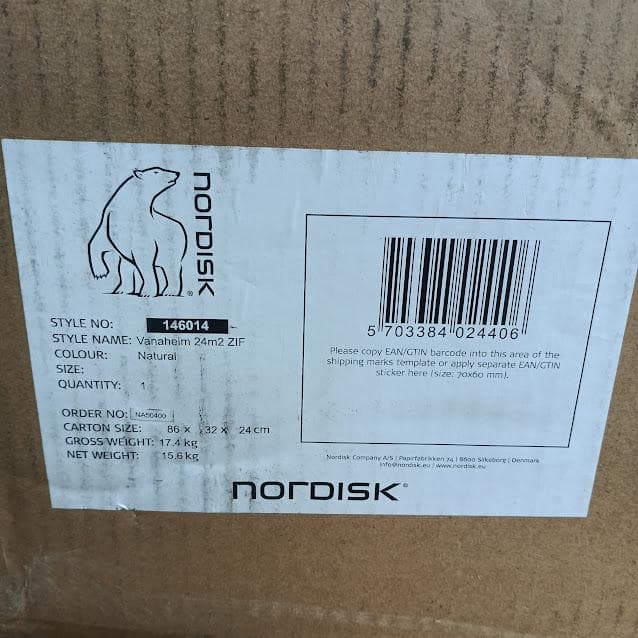 NORDISK
STYLE NO: 146014
STYLE NAME: Vanaheim 24m2 ZIF
COLOUR: Natural
SIZE:
QUANTITY: 1
ORDER NO: NA50400
CARTON SIZE: 86 x 32 x 24 cm
GROSS WEIGHT: 17.4 kg
NET WEIGHT: 15.6 kg
5 703384 024406
Please copy EAN/GTIN barcode into this area of the
shipping marks template or apply separate EAN/GTIN
sticker here (size: 70x60 mm).
Nordisk Company A/S | Papirfabrikken 74 | 8600 Silkeborg | Denmark
info@nordisk.eu | www.nordisk.eu
NORDISK®